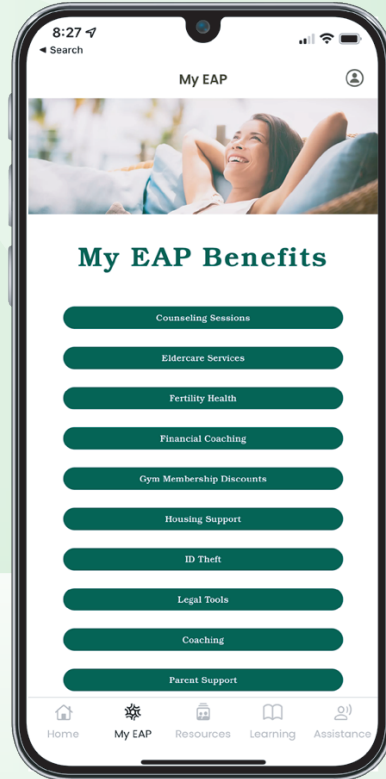 8:27
◀ Search
My EAP
My EAP Benefits
Counseling Sessions
Eldercare Services
Fertility Health
Financial Coaching
Gym Membership Discounts
Housing Support
ID Theft
Legal Tools
Coaching
Parent Support
Home
My EAP
Resources
Learning
Assistance